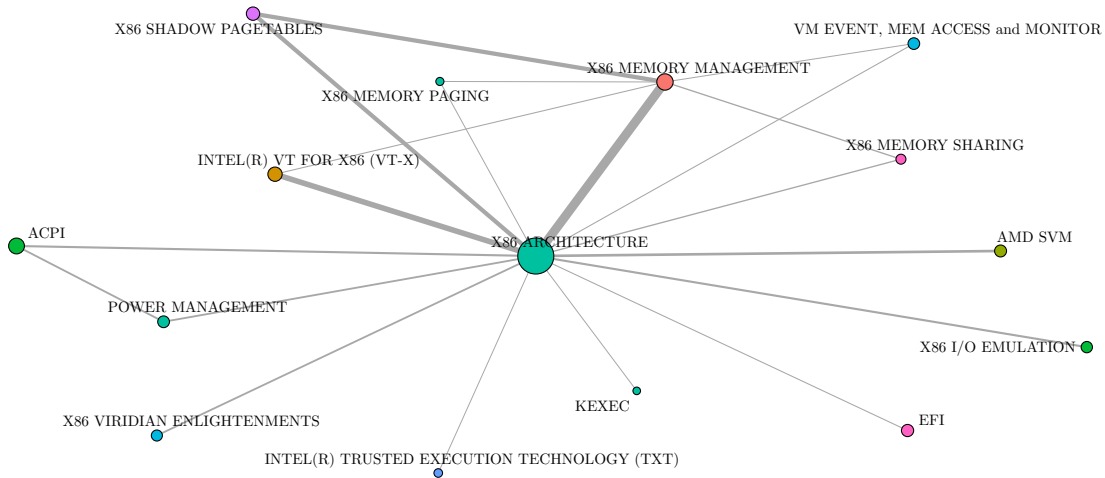 X86 SHADOW PAGETABLES
VM EVENT, MEM ACCESS and MONITOR
X86 MEMORY MANAGEMENT
X86 MEMORY PAGING
X86 MEMORY SHARING
INTEL(R) VT FOR X86 (VT-X)
ACPI
X86 ARCHITECTURE
AMD SVM
POWER MANAGEMENT
X86 I/O EMULATION
KEXEC
X86 VIRIDIAN ENLIGHTENMENTS
EFI
INTEL(R) TRUSTED EXECUTION TECHNOLOGY (TXT)